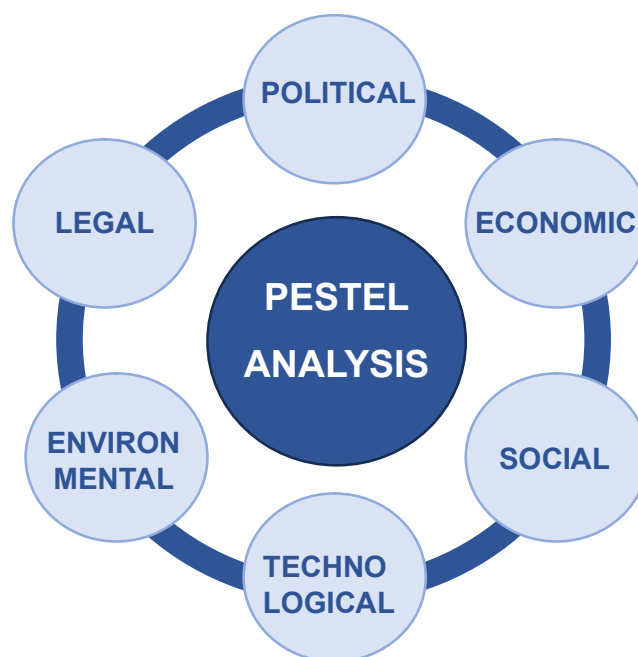 POLITICAL
ECONOMIC
SOCIAL
TECHNO
LOGICAL
ENVIRON
MENTAL
LEGAL
PESTEL
ANALYSIS